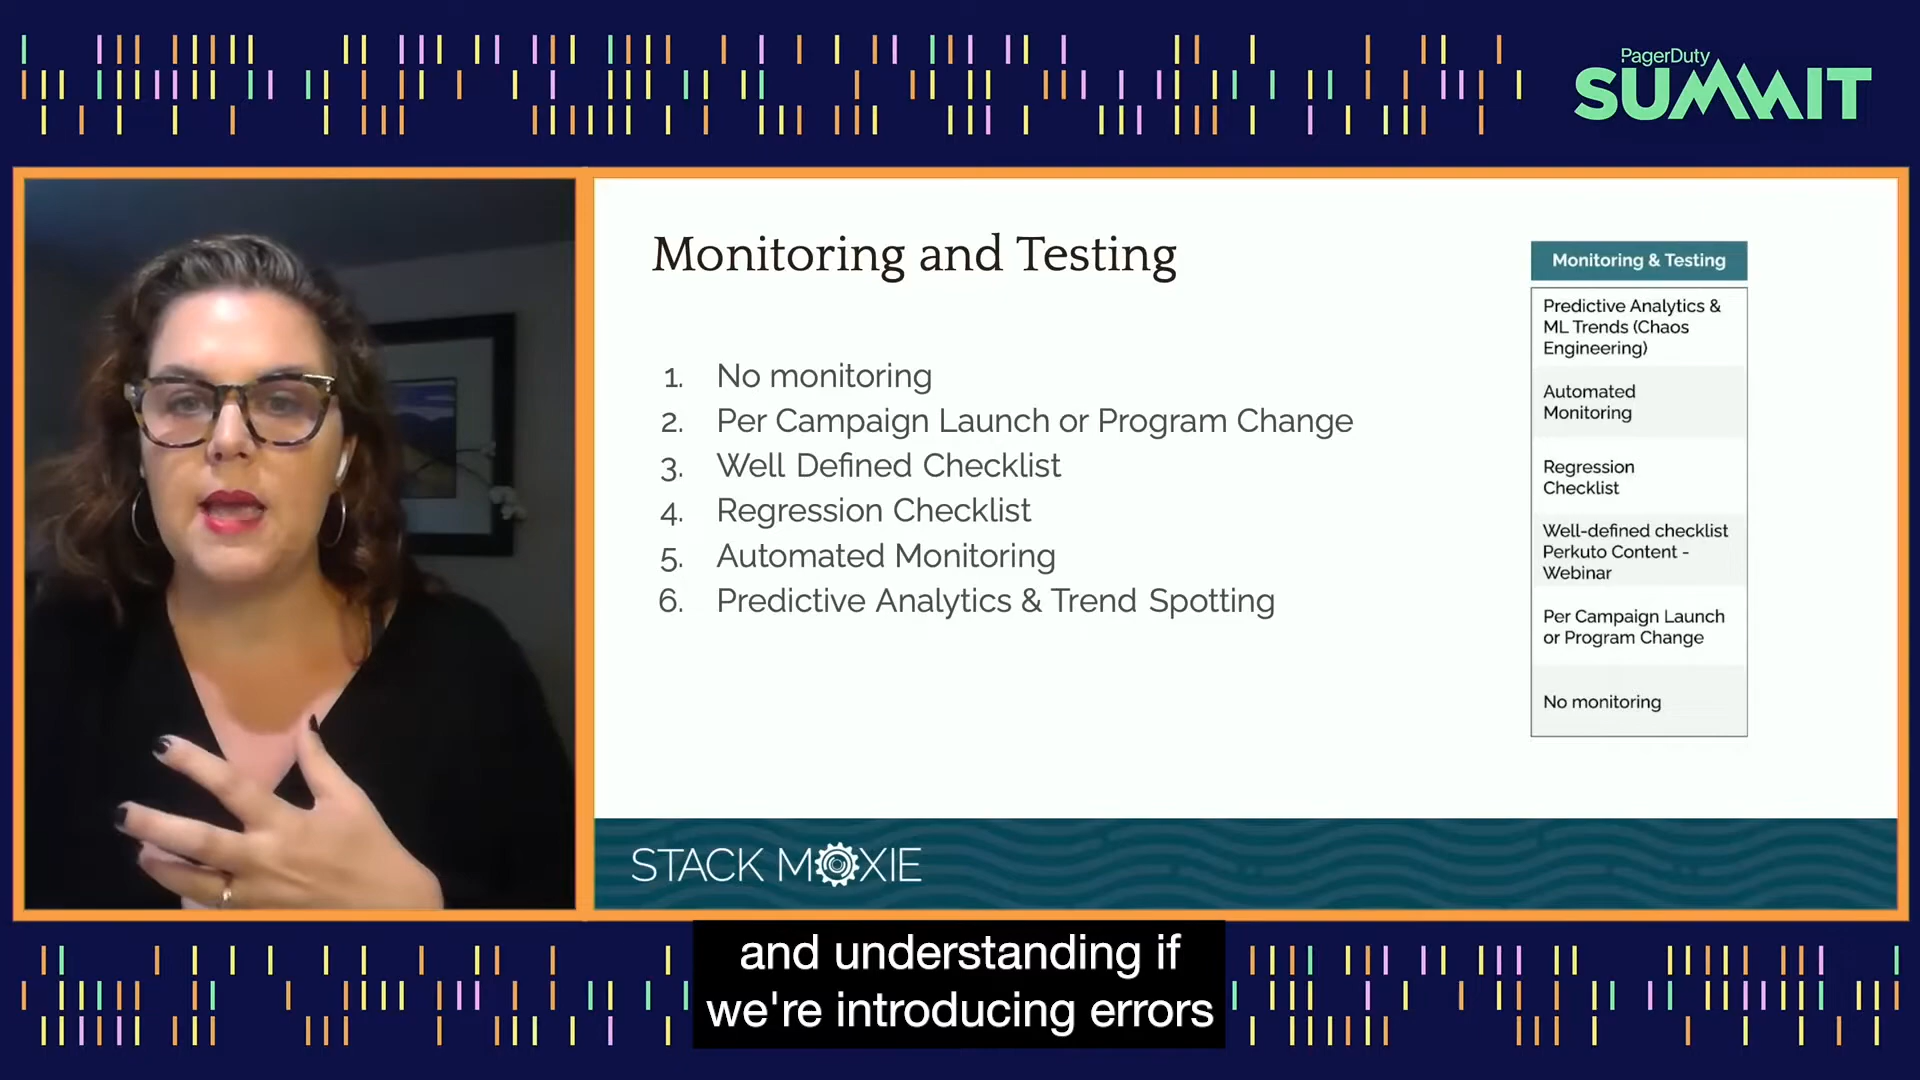 PagerDuty
SUMMIT
Monitoring and Testing
1. No monitoring
2. Per Campaign Launch or Program Change
3. Well Defined Checklist
4. Regression Checklist
5. Automated Monitoring
6. Predictive Analytics & Trend Spotting
Monitoring & Testing
Predictive Analytics &
ML Trends (Chaos
Engineering)
Automated
Monitoring
Regression
Checklist
Well-defined checklist
Perkuto Content -
Webinar
Per Campaign Launch
or Program Change
No monitoring
STACK MOXIE
and understanding if
we're introducing errors